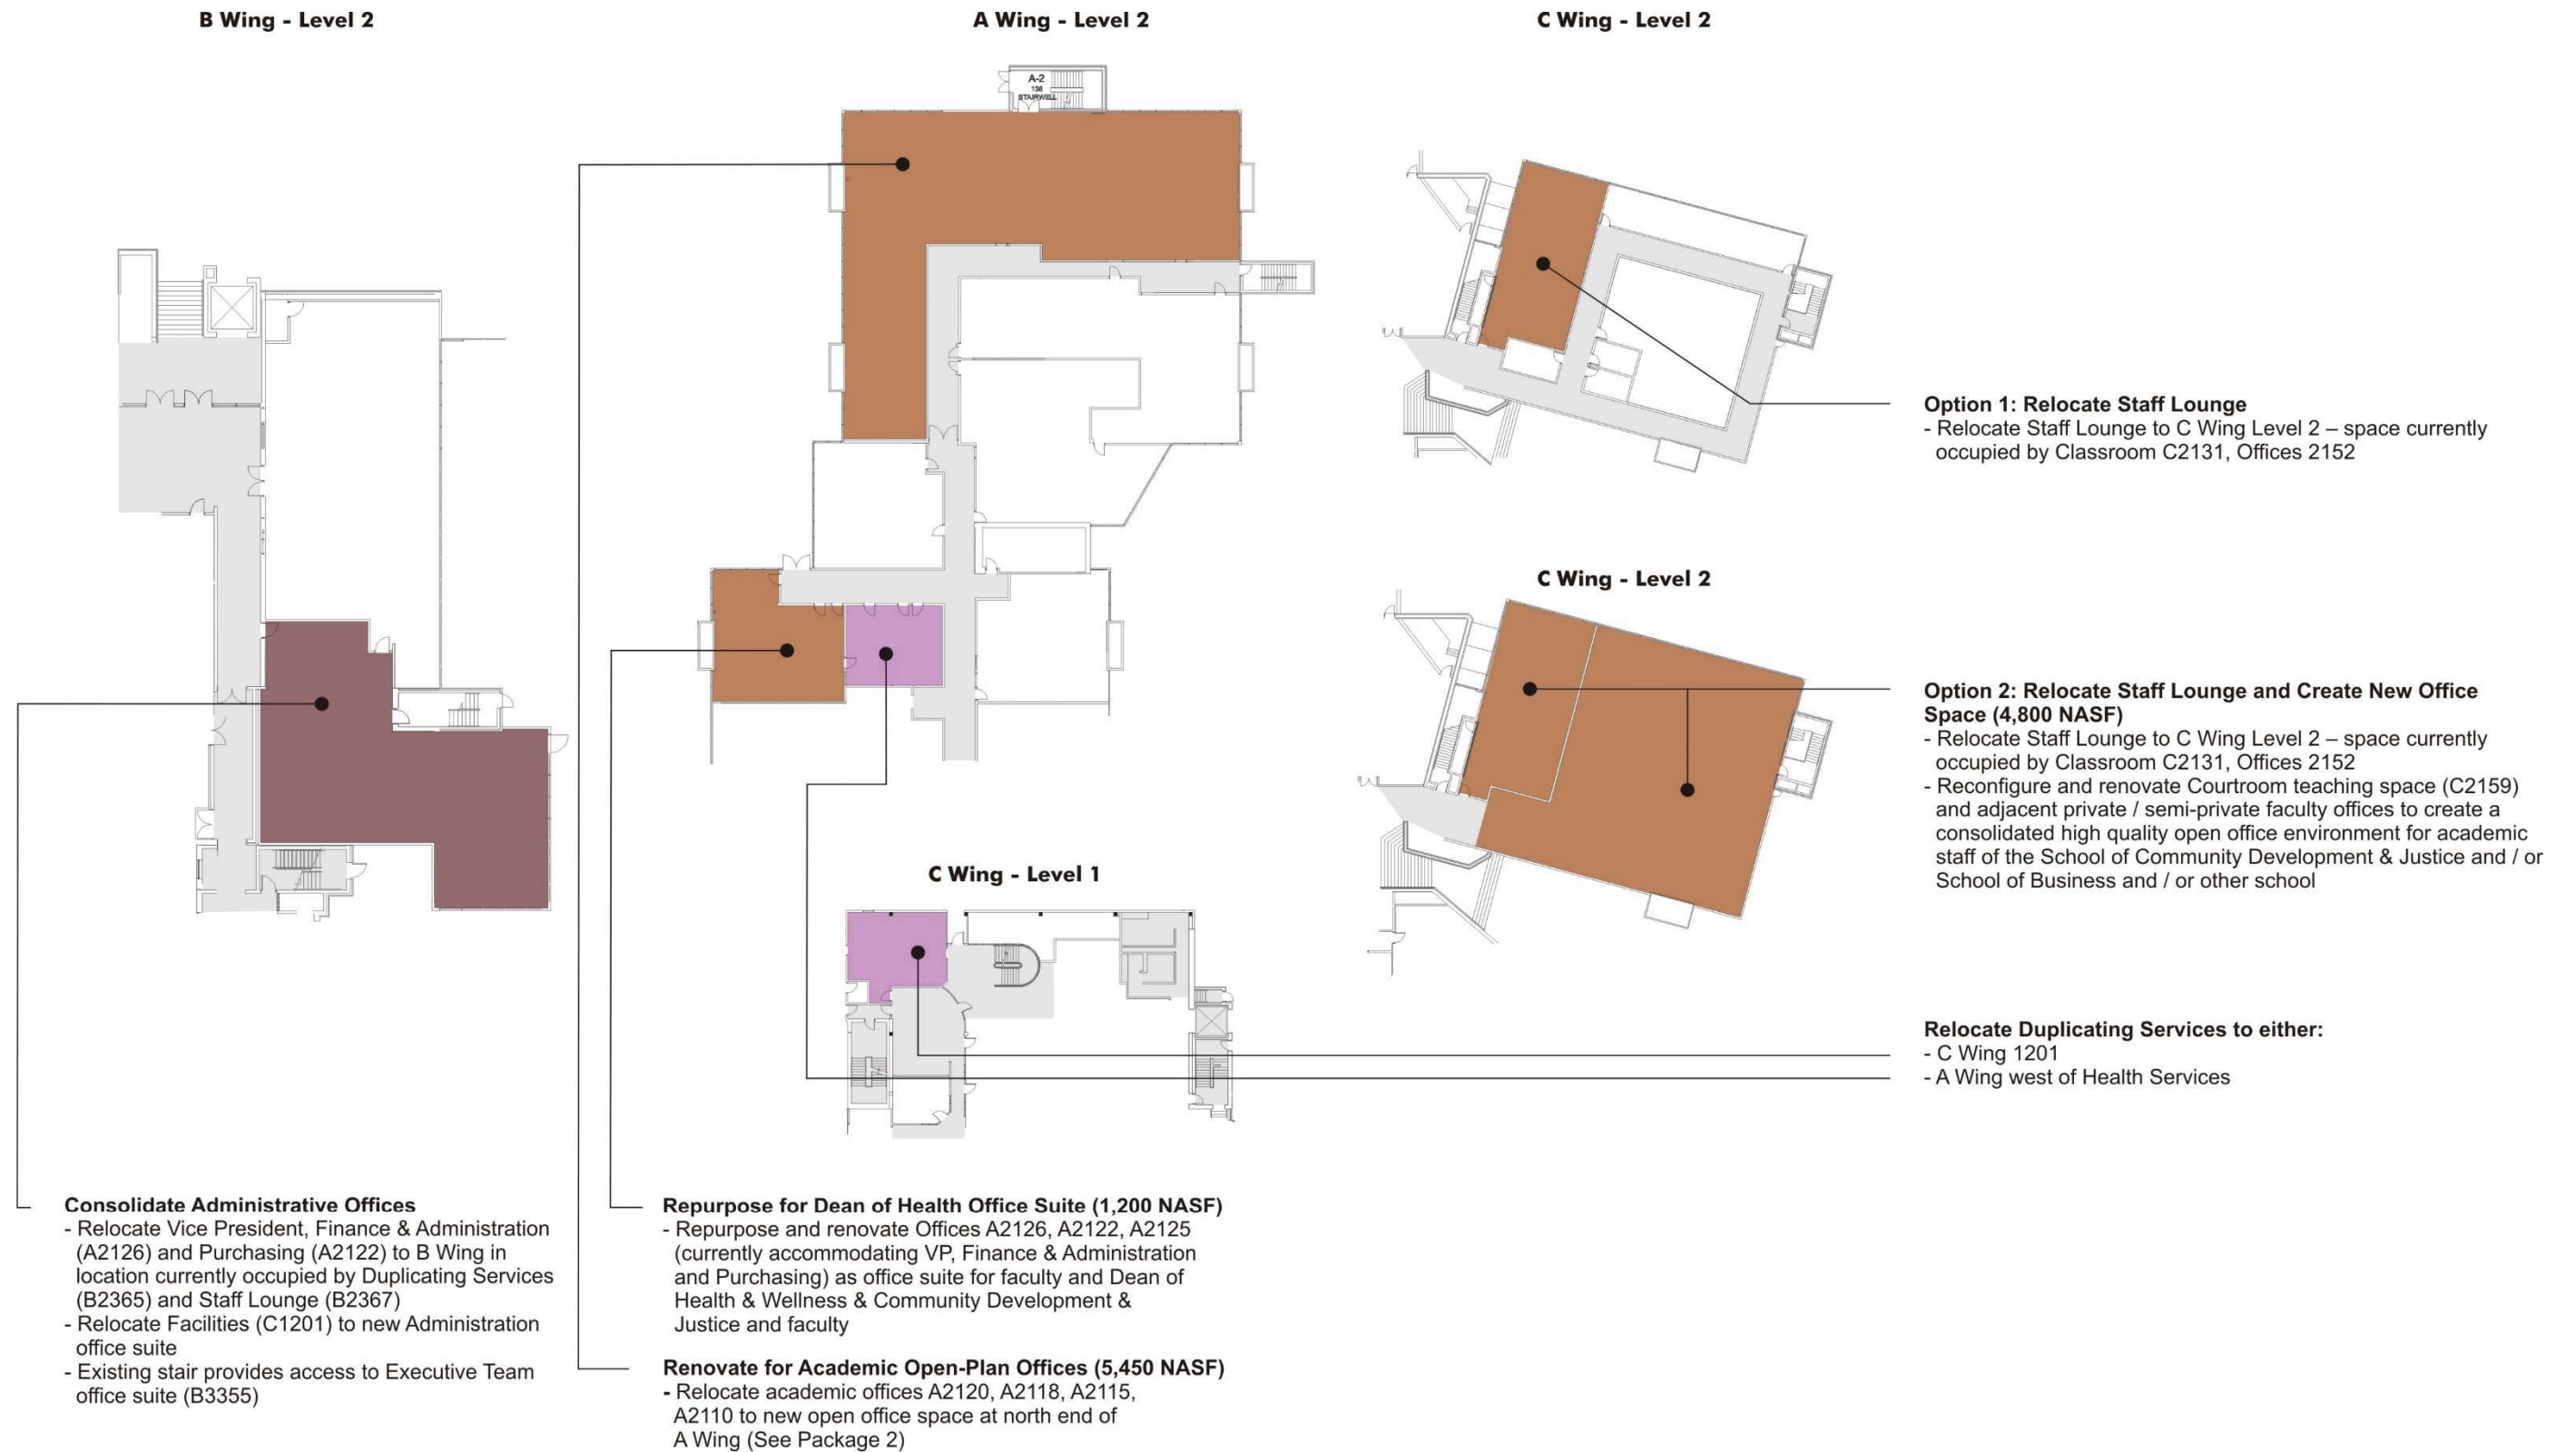 B Wing - Level 2
A Wing - Level 2
C Wing - Level 2
A-2
138
STAIRWELL
Option 1: Relocate Staff Lounge
- Relocate Staff Lounge to C Wing Level 2 – space currently
occupied by Classroom C2131, Offices 2152
C Wing - Level 2
Option 2: Relocate Staff Lounge and Create New Office
Space (4,800 NASF)
- Relocate Staff Lounge to C Wing Level 2 – space currently
occupied by Classroom C2131, Offices 2152
- Reconfigure and renovate Courtroom teaching space (C2159)
and adjacent private / semi-private faculty offices to create a
consolidated high quality open office environment for academic
staff of the School of Community Development & Justice and / or
School of Business and / or other school
C Wing - Level 1
Relocate Duplicating Services to either:
- C Wing 1201
- A Wing west of Health Services
Consolidate Administrative Offices
- Relocate Vice President, Finance & Administration
(A2126) and Purchasing (A2122) to B Wing in
location currently occupied by Duplicating Services
(B2365) and Staff Lounge (B2367)
- Relocate Facilities (C1201) to new Administration
office suite
- Existing stair provides access to Executive Team
office suite (B3355)
Repurpose for Dean of Health Office Suite (1,200 NASF)
- Repurpose and renovate Offices A2126, A2122, A2125
(currently accommodating VP, Finance & Administration
and Purchasing) as office suite for faculty and Dean of
Health & Wellness & Community Development &
Justice and faculty
Renovate for Academic Open-Plan Offices (5,450 NASF)
- Relocate academic offices A2120, A2118, A2115,
A2110 to new open office space at north end of
A Wing (See Package 2)